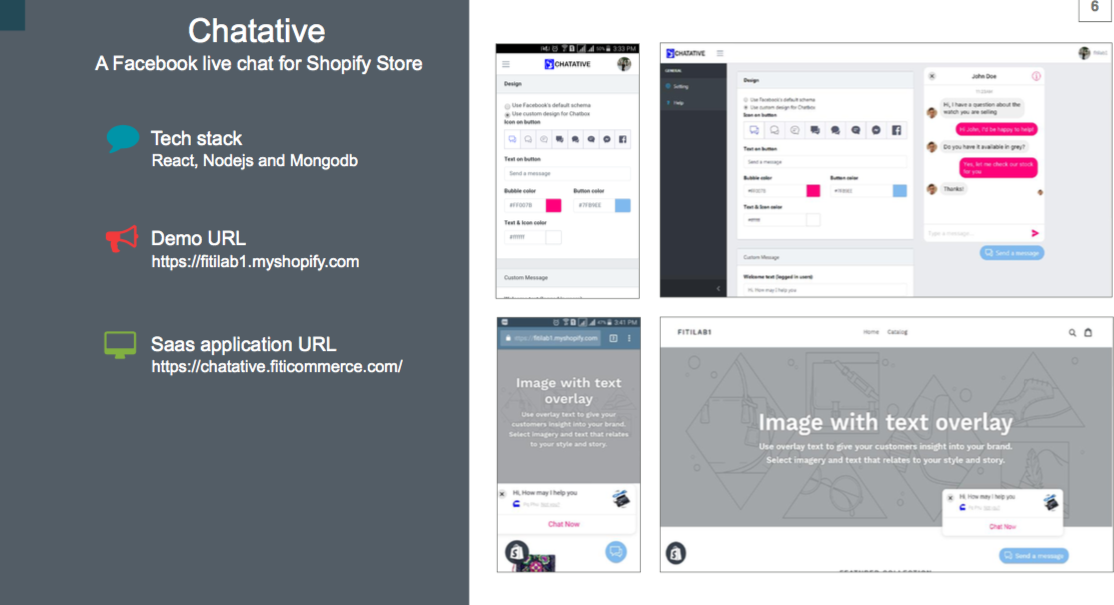 6
Chatative
A Facebook live chat for Shopify Store
Tech stack
React, Nodejs and Mongodb
Demo URL
https://fitilab1.myshopify.com
Saas application URL
https://chatative.fiticommerce.com/
3:33 PM
CHATATIVE
Design
Use Facebook's default schema
Use custom design for Chatbox
Icon on button
Text on button
Send a message
Bubble color
Button color
#FF007B
#7FB9EE
Text & Icon color
#ffffff
Custom Message
CHATATIVE
GENERAL
Setting
Help
Design
Use Facebook's default schema
Use custom design for Chatbox
Icon on button
Text on button
Send a message
Bubble color
Button color
Text & Icon color
#ffffff
Custom Message
Welcome text (logged in users)
Hi, How may I help you
John Doe
Hi, I have a question about the
watch you are selling
Hi John, I'd be happy to help!
Do you have it available in grey?
Yes, let me check our stock
for you
Thanks!
Type a message...
Send a message
3:41 PM
https://fitilab1.myshopify.com
Image with text
overlay
Use overlay text to give your
customers insight into your brand.
Select imagery and text that relates
to your style and story.
Hi, How may I help you
Not you?
Chat Now
FITILAB1
Home Catalog
Image with text overlay
Use overlay text to give your customers insight into your brand.
Select imagery and text that relates to your style and story.
Hi, How may I help you
Not you?
Chat Now
Send a message
FEATURED COLLECTION